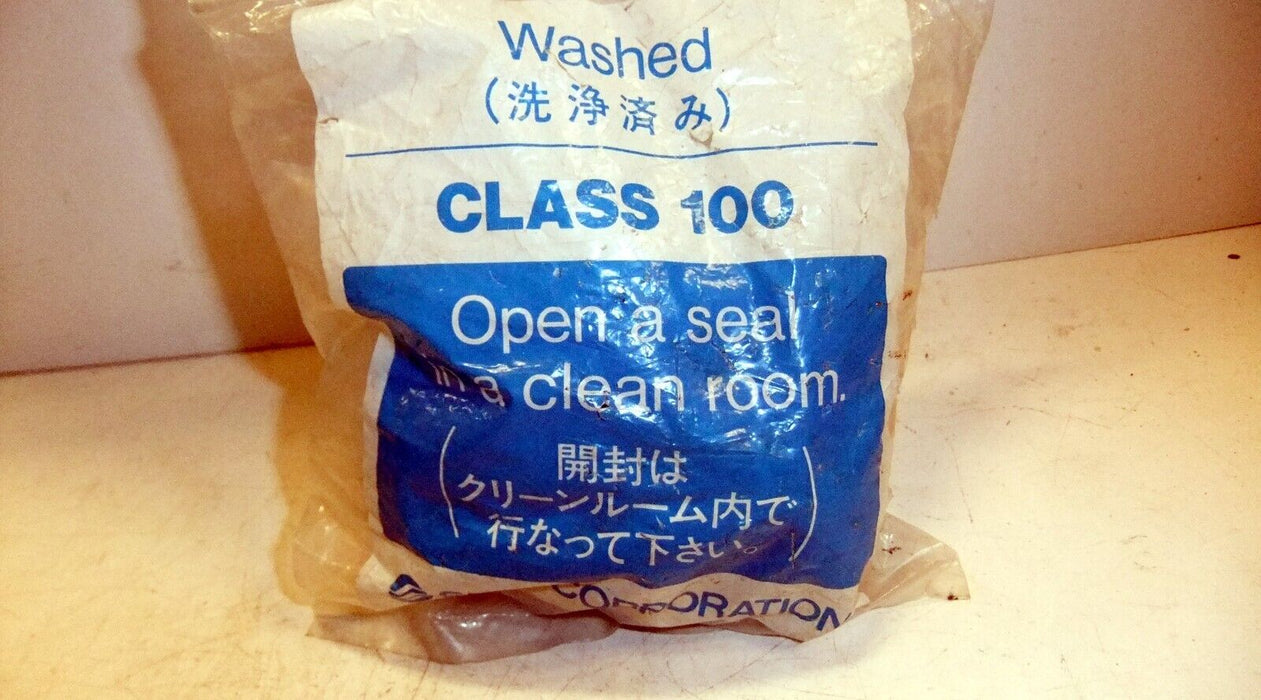 Washed
(洗浄済み)
CLASS 100
Open a seal
in a clean room.
(開封は
クリーンルーム内で
行なって下さい。)
CORPORATION